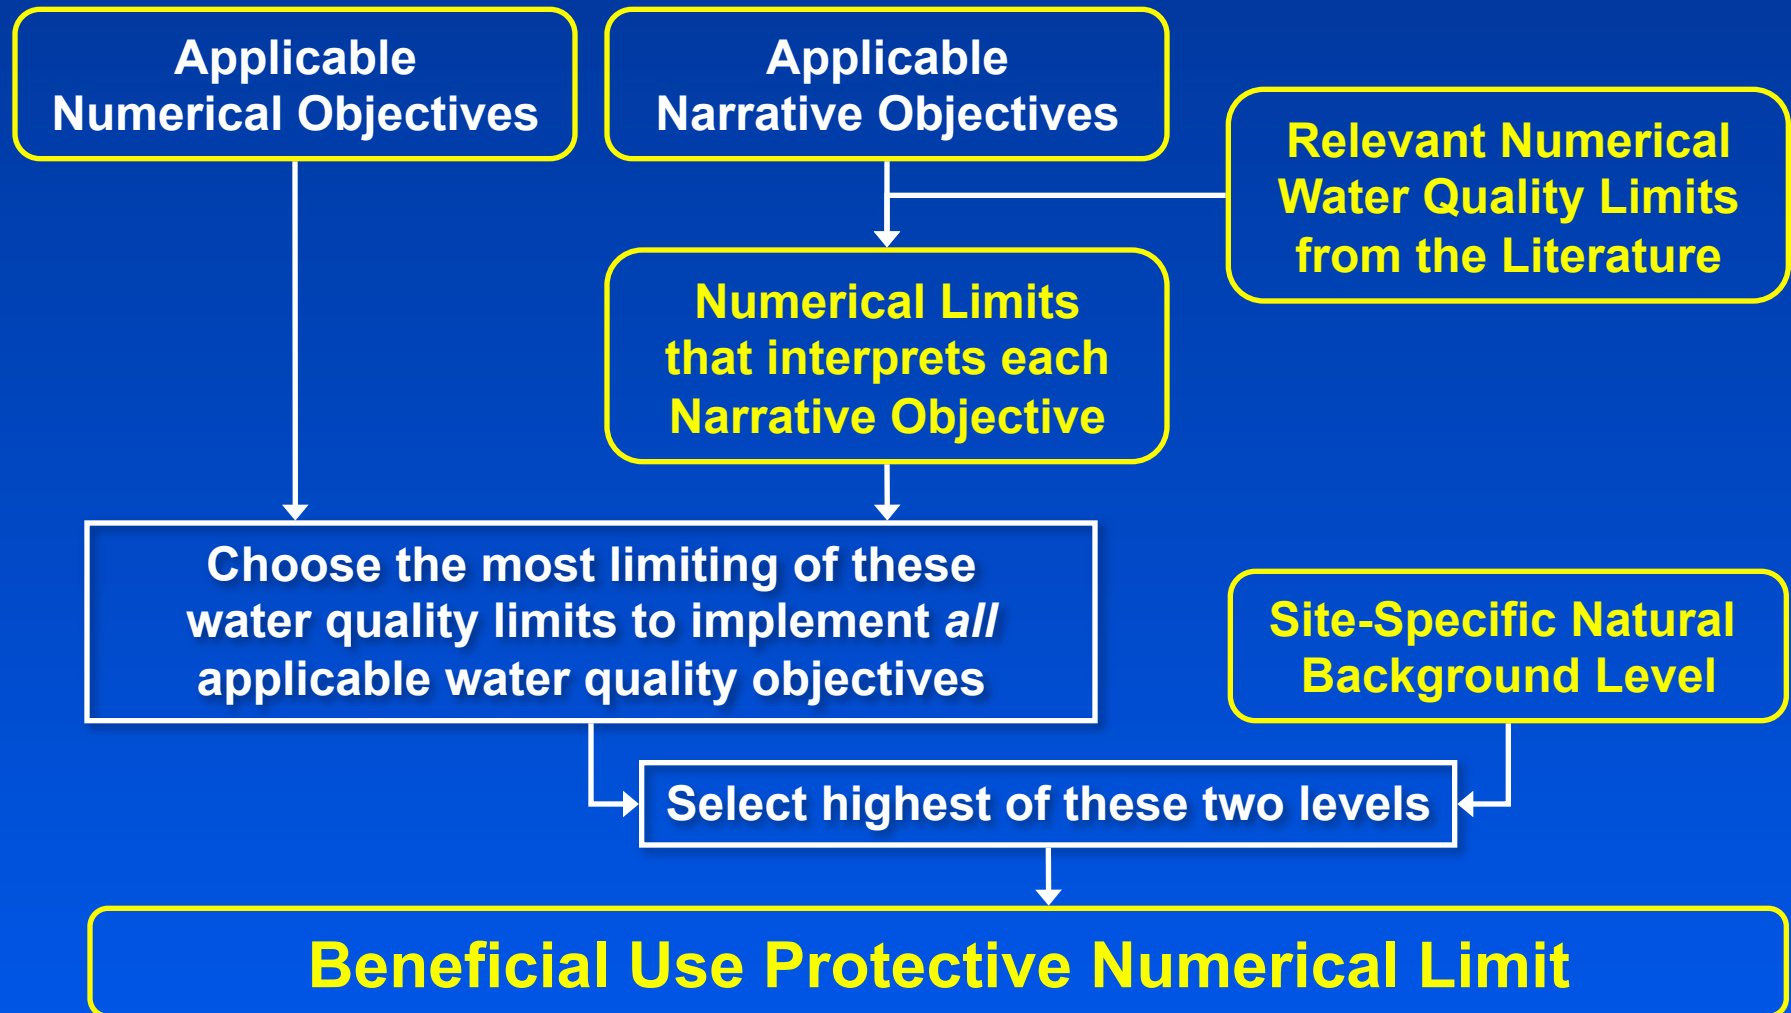 Applicable
Numerical Objectives
Applicable
Narrative Objectives
Relevant Numerical
Water Quality Limits
from the Literature
Numerical Limits
that interprets each
Narrative Objective
Choose the most limiting of these
water quality limits to implement all
applicable water quality objectives
Site-Specific Natural
Background Level
Select highest of these two levels
Beneficial Use Protective Numerical Limit